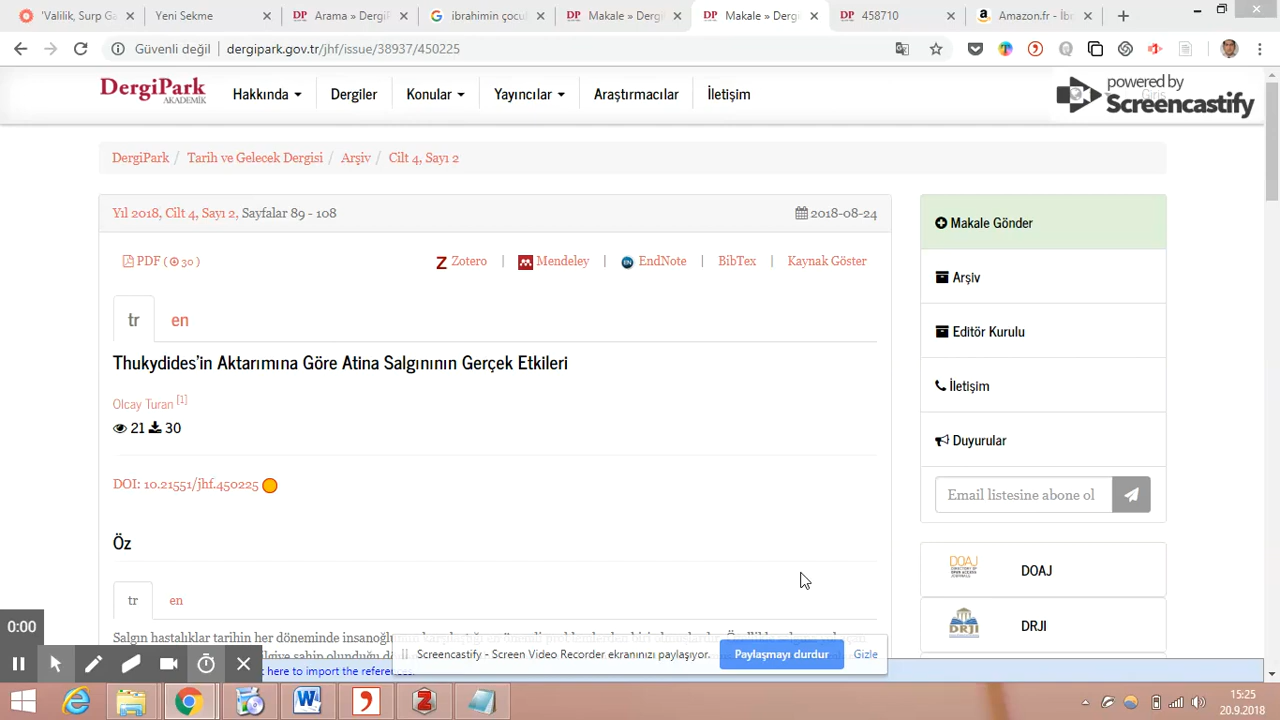 'Valilik, Surp Ga
Yeni Sekme
Arama » DergiP
ibrahimin çocul
Makale » Dergi
Makale » Dergi
458710
Amazon.fr - İbe
Güvenli değil
dergipark.gov.tr/jhf/issue/38937/450225
DergiPark
AKADEMİK
Hakkında
Dergiler
Konular
Yayıncılar
Araştırmacılar
İletişim
Giriş
powered by
Screencastify
DergiPark / Tarih ve Gelecek Dergisi / Arşiv / Cilt 4, Sayı 2
Yıl 2018, Cilt 4, Sayı 2, Sayfalar 89 - 108
2018-08-24
PDF ( 30 )
Zotero | Mendeley | EndNote | BibTex | Kaynak Göster
tr en
Thukydides'in Aktarımına Göre Atina Salgınının Gerçek Etkileri
Olcay Turan [1]
21 30
DOI: 10.21551/jhf.450225
Öz
tr en
Salgın hastalıklar tarihin her döneminde
Makale Gönder
Arşiv
Editör Kurulu
İletişim
Duyurular
Email listesine abone ol
DOAJ
DOAJ
DRJI
DRJI
0:00
Screencastify - Screen Video Recorder ekranınızı paylaşıyor.
Paylaşmayı durdur
Gizle
here to import the references.
15:25
20.9.2018